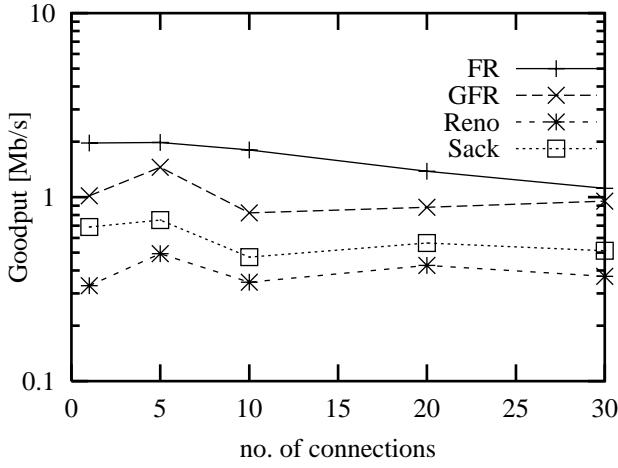 10
1
0.1
Goodput [Mb/s]
FR
GFR
Reno
Sack
0 5 10 15 20 25 30
no. of connections